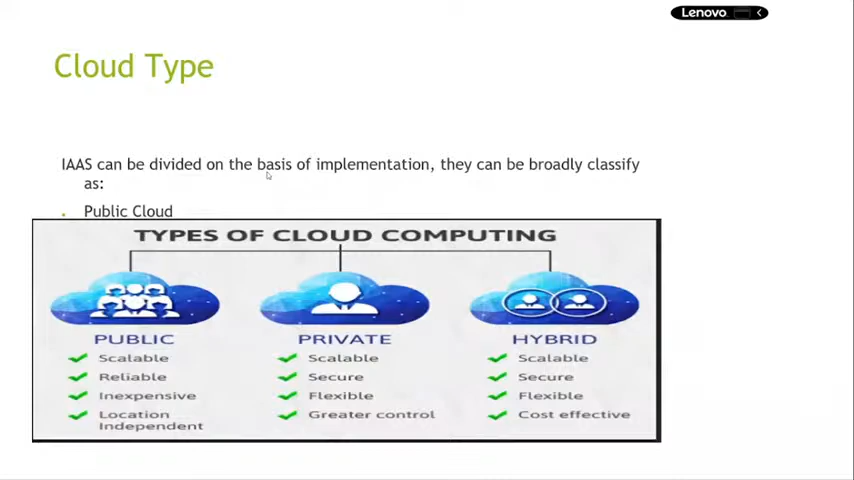 Lenovo
Cloud Type
IAAS can be divided on the basis of implementation, they can be broadly classify
as:
Public Cloud
TYPES OF CLOUD COMPUTING
PUBLIC
Scalable
Reliable
Inexpensive
Location
Independent
PRIVATE
Scalable
Secure
Flexible
Greater control
HYBRID
Scalable
Secure
Flexible
Cost effective